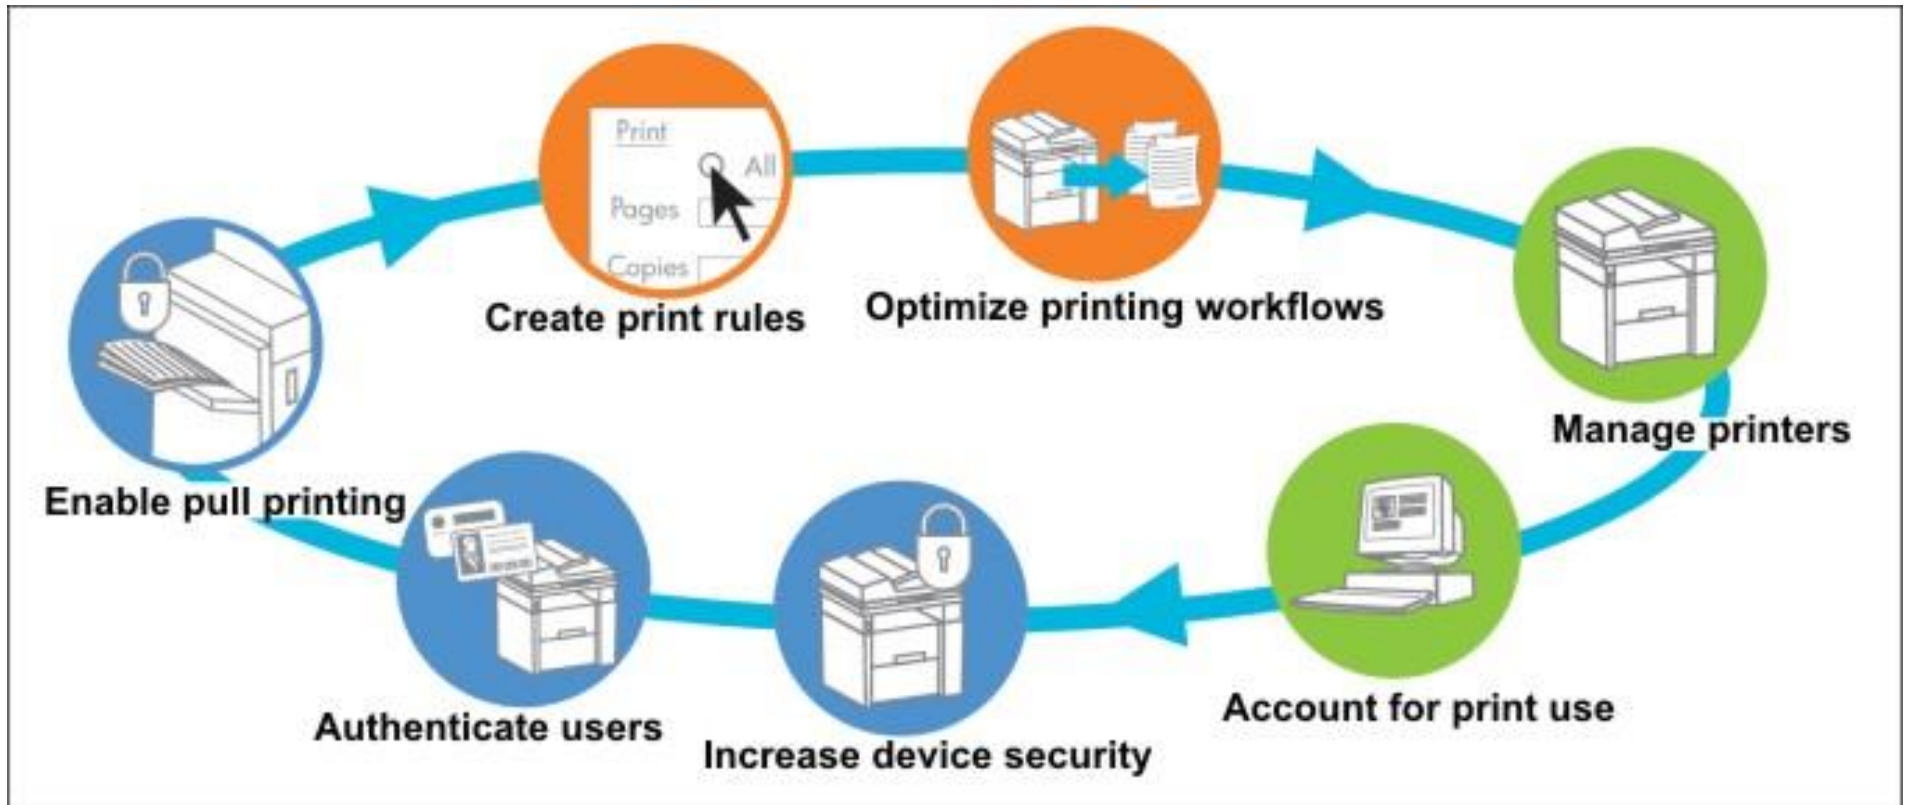 Print
All
Pages
Copies
Create print rules
Optimize printing workflows
Manage printers
Enable pull printing
Authenticate users
Increase device security
Account for print use